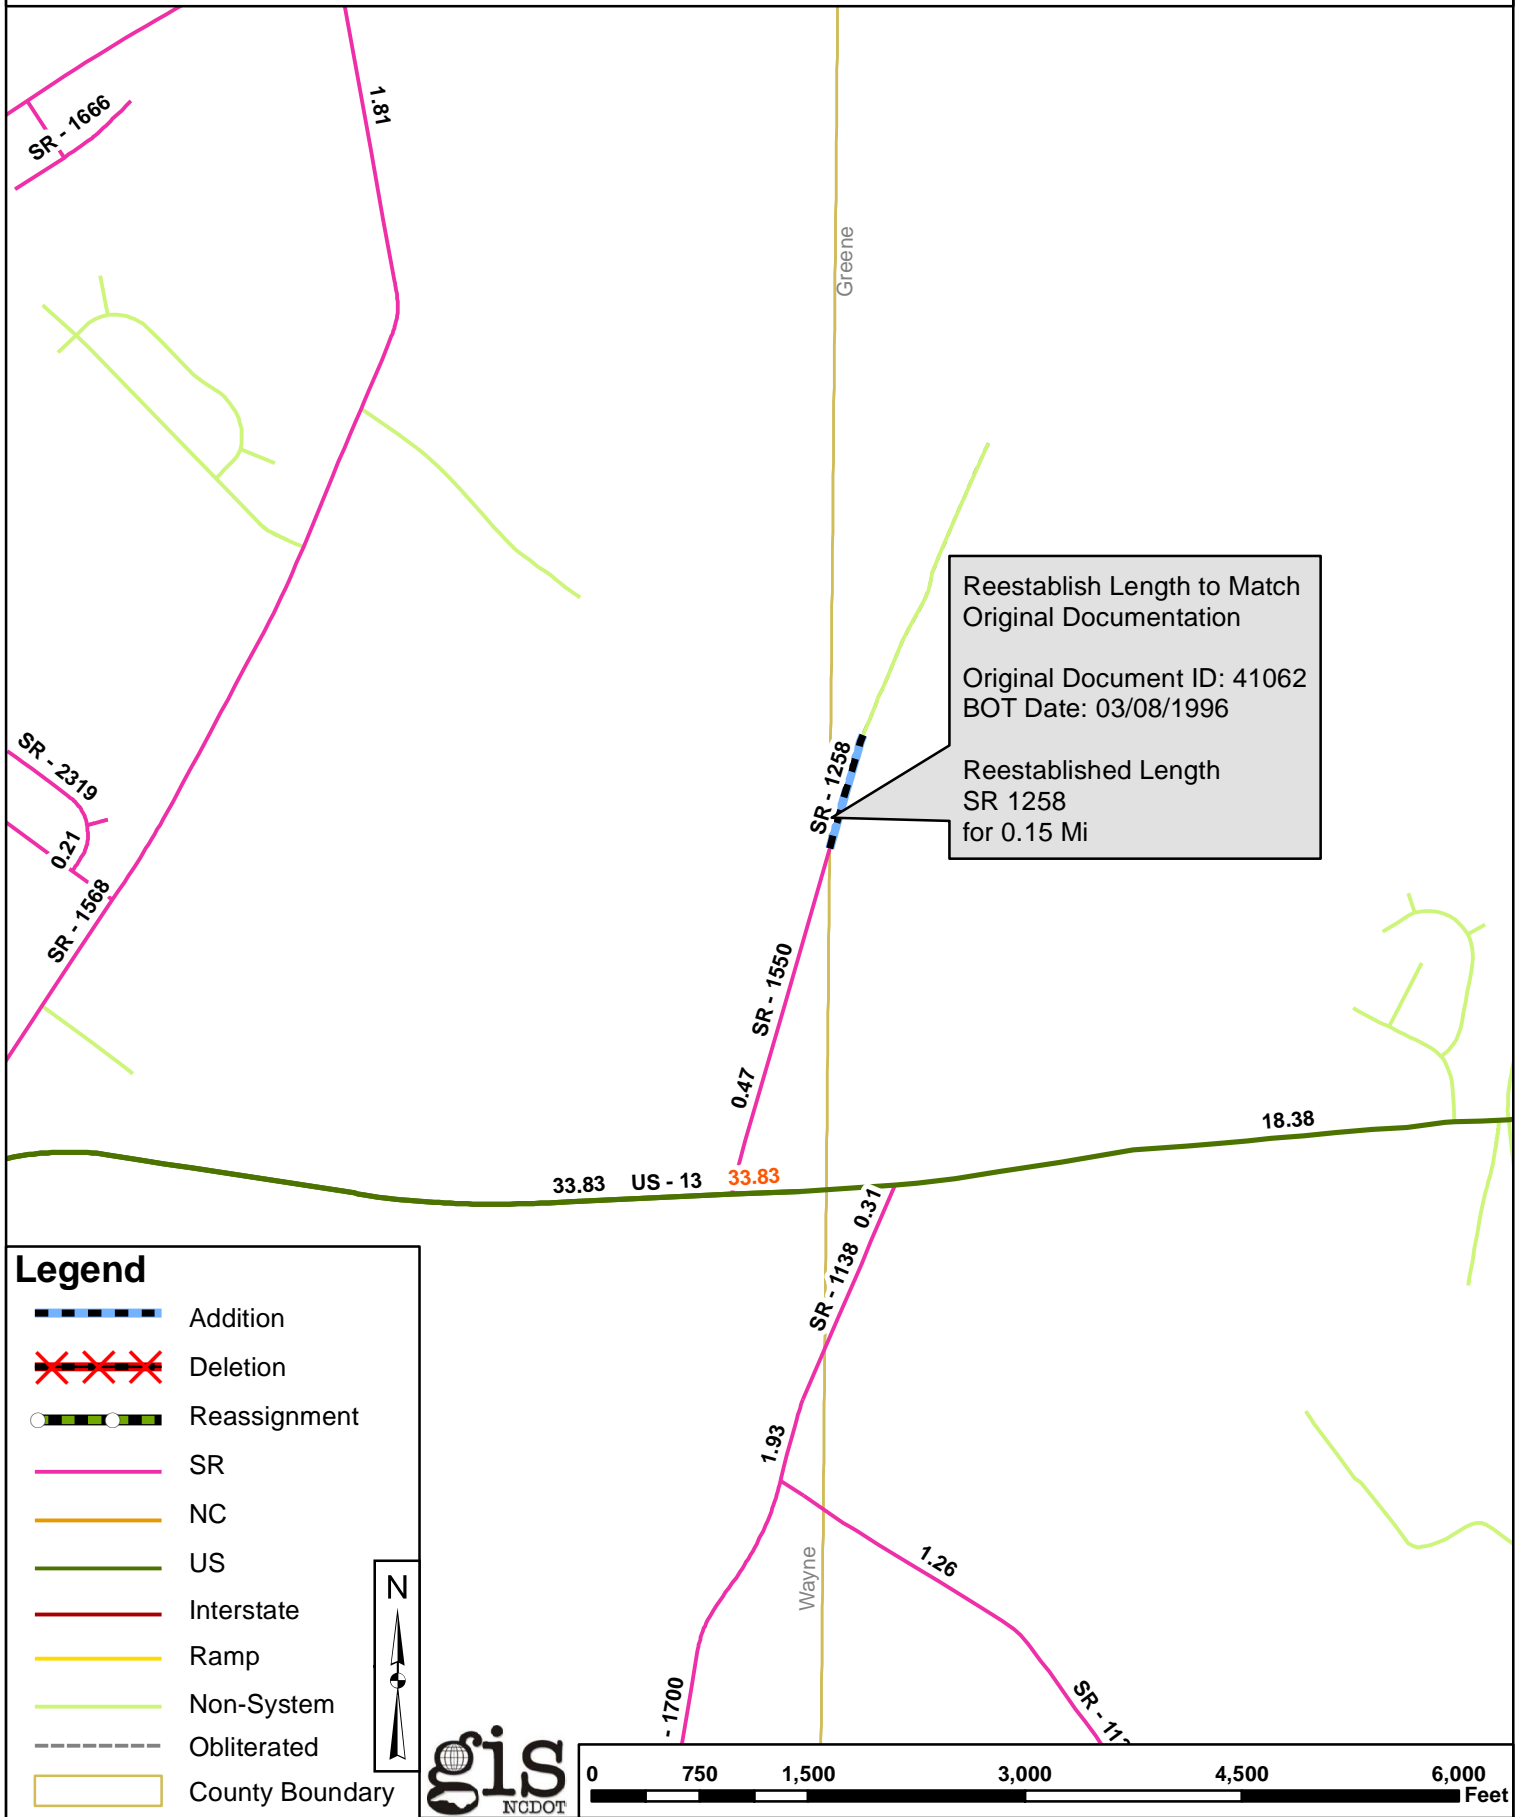 SR - 1666
1.81
Greene
Reestablish Length to Match
Original Documentation
Original Document ID: 41062
BOT Date: 03/08/1996
Reestablished Length
SR 1258
for 0.15 Mi
SR - 1258
SR - 2319
0.21
SR - 1568
SR - 1550
0.47
18.38
33.83 US - 13 33.83
0.31
SR - 1138
1.93
1.26
Wayne
- 1700
SR - 11
Legend
Addition
Deletion
Reassignment
SR
NC
US
Interstate
Ramp
Non-System
Obliterated
County Boundary
N
gis
NCDOT
0 750 1,500 3,000 4,500 6,000
Feet